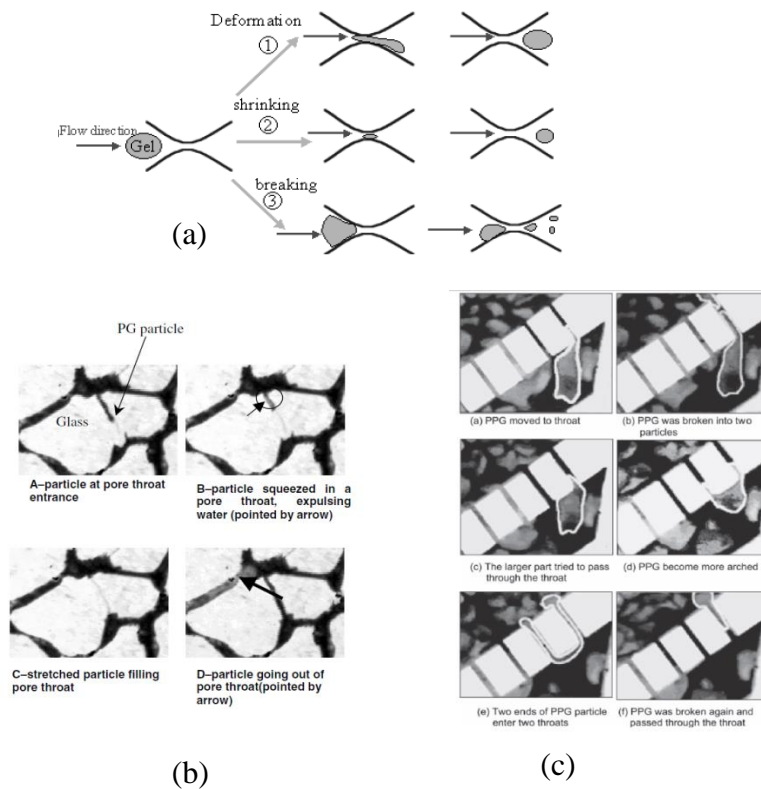 Deformation
①
shrinking
②
Flow direction
Gel
breaking
③
(a)
PG particle
Glass
A–particle at pore throat
entrance
B–particle squeezed in a
pore throat, expulsing
water (pointed by arrow)
C–stretched particle filling
pore throat
D–particle going out of
pore throat(pointed by
arrow)
(b)
(a) PPG moved to throat
(b) PPG was broken into two
particles
(c) The larger part tried to pass
through the throat
(d) PPG become more arched
(e) Two ends of PPG particle
enter two throats
(f) PPG was broken again and
passed through the throat
(c)